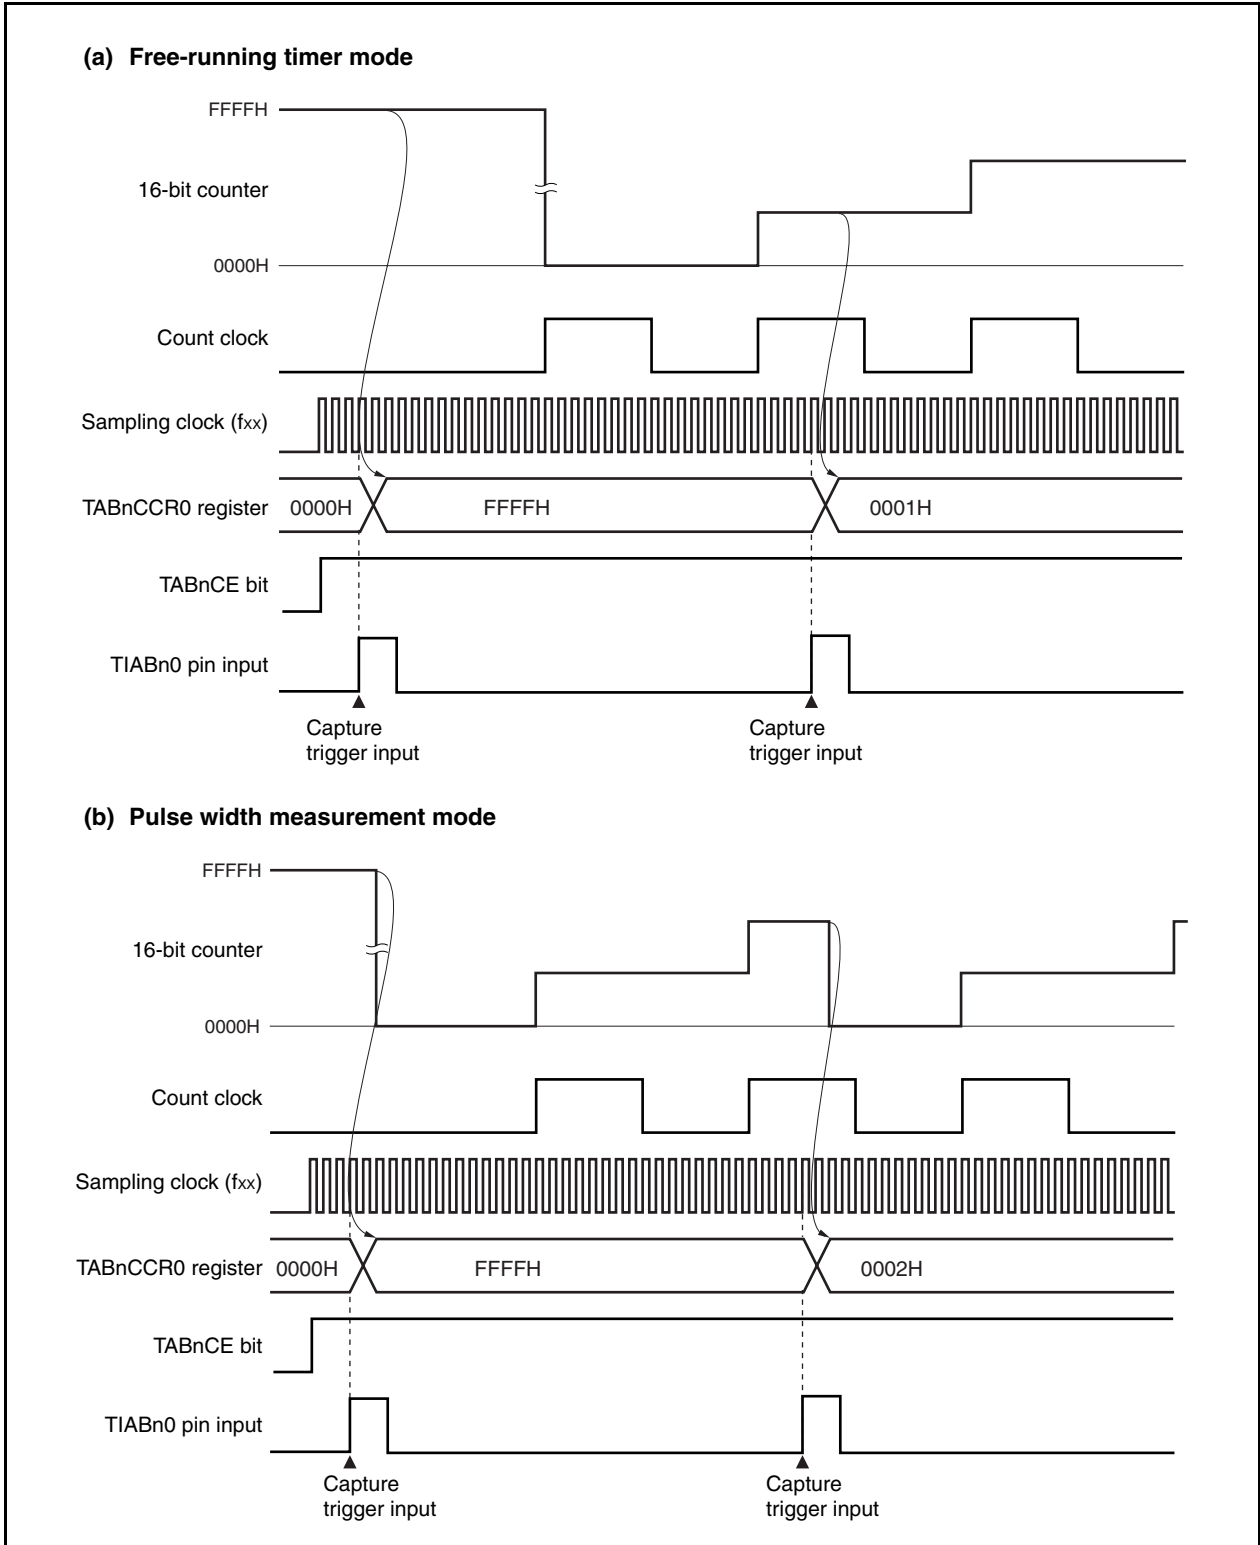 (a) Free-running timer mode
FFFFH
16-bit counter
0000H
Count clock
Sampling clock (fxx)
TABnCCR0 register
0000H
FFFFH
0001H
TABnCE bit
TIABn0 pin input
Capture
trigger input
Capture
trigger input
(b) Pulse width measurement mode
FFFFH
16-bit counter
0000H
Count clock
Sampling clock (fxx)
TABnCCR0 register
0000H
FFFFH
0002H
TABnCE bit
TIABn0 pin input
Capture
trigger input
Capture
trigger input